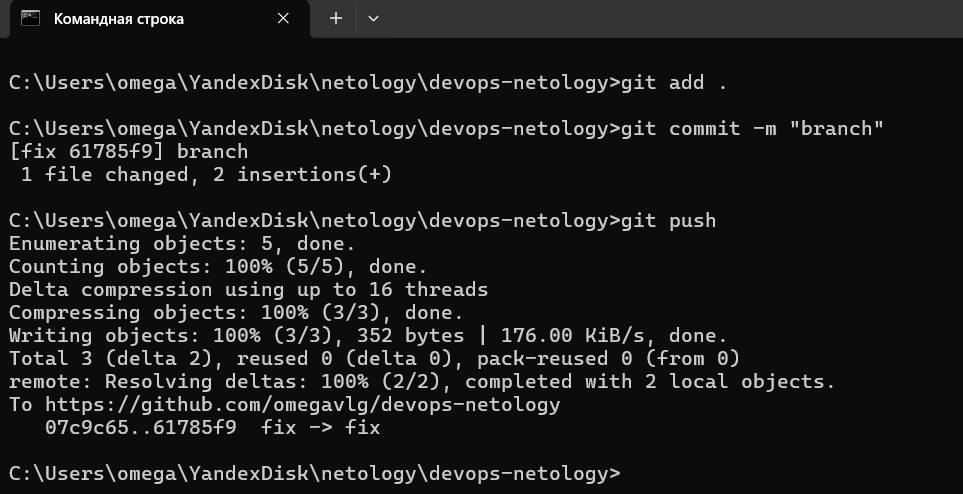 Командная строка
C:\Users\omega\YandexDisk\netology\devops-netology>git add .
C:\Users\omega\YandexDisk\netology\devops-netology>git commit -m "branch"
[fix 61785f9] branch
 1 file changed, 2 insertions(+)
C:\Users\omega\YandexDisk\netology\devops-netology>git push
Enumerating objects: 5, done.
Counting objects: 100% (5/5), done.
Delta compression using up to 16 threads
Compressing objects: 100% (3/3), done.
Writing objects: 100% (3/3), 352 bytes | 176.00 KiB/s, done.
Total 3 (delta 2), reused 0 (delta 0), pack-reused 0 (from 0)
remote: Resolving deltas: 100% (2/2), completed with 2 local objects.
To https://github.com/omegavlg/devops-netology
   07c9c65..61785f9  fix -> fix
C:\Users\omega\YandexDisk\netology\devops-netology>